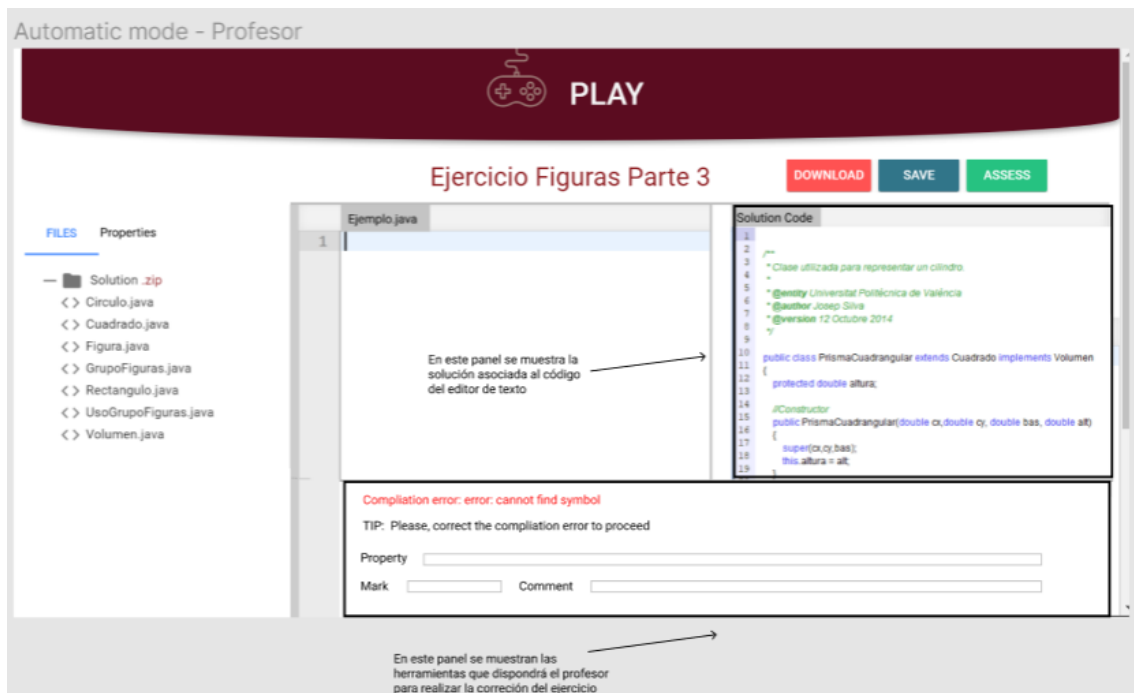 Automatic mode - Profesor
PLAY
Ejercicio Figuras Parte 3
DOWNLOAD
SAVE
ASSESS
FILES
Properties
Solution .zip
<> Circulo.java
<> Cuadrado.java
<> Figura.java
<> GrupoFiguras.java
<> Rectangulo.java
<> UsoGrupoFiguras.java
<> Volumen.java
Ejemplo.java
1
En este panel se muestra la
solución asociada al código
del editor de texto
Solution Code
1
2 /**
3 * Clase utilizada para representar un cilindro.
4 *
5 * @entity Universitat Politécnica de València
6 * @author Josep Silva
7 * @version 12 Octubre 2014
8 */
9
10 public class PrismaCuadrangular extends Cuadrado implements Volumen
11 {
12 protected double altura;
13
14 //Constructor
15 public PrismaCuadrangular(double cx,double cy, double bas, double alt)
16 {
17 super(cx,cy,bas);
18 this.altura = alt;
19 }
Compliation error: error: cannot find symbol
TIP: Please, correct the compliation error to proceed
Property
Mark
Comment
En este panel se muestran las
herramientas que dispondrá el profesor
para realizar la correción del ejercicio